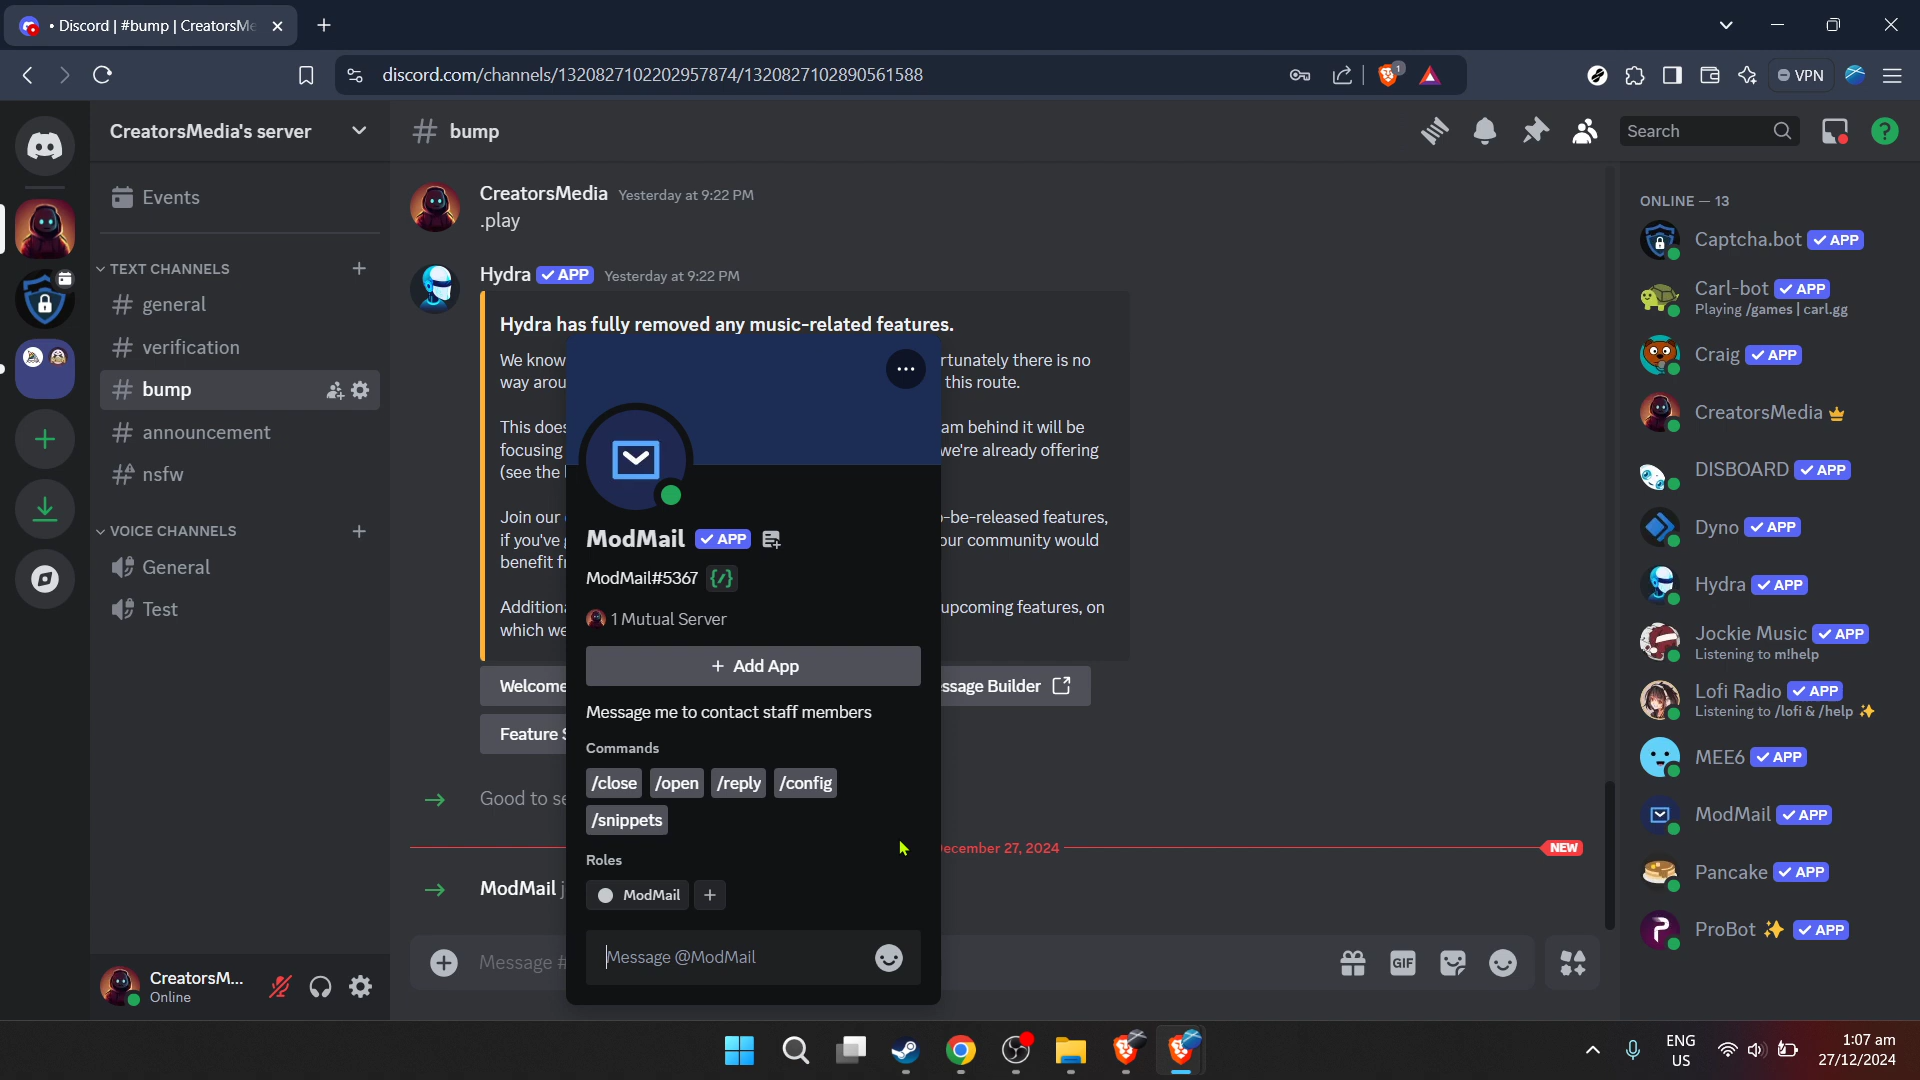 • Discord | #bump | CreatorsMe
discord.com/channels/1320827102202957874/1320827102890561588
1
VPN
CreatorsMedia's server
# bump
Search
Events
TEXT CHANNELS
# general
# verification
# bump
# announcement
# nsfw
VOICE CHANNELS
General
Test
CreatorsM...
Online
CreatorsMedia Yesterday at 9:22 PM
.play
Hydra APP Yesterday at 9:22 PM
Hydra has fully removed any music-related features.
We know
rtunately there is no
way arou
this route.
This does
am behind it will be
focusing
we're already offering
(see the
Join our
-be-released features,
if you've
our community would
benefit
Addition
upcoming features, on
which we
Welcome
ssage Builder
Feature S
Good to se
ecember 27, 2024
NEW
ModMail
Message #
GIF
ModMail APP
ModMail#5367 {/}
1 Mutual Server
+ Add App
Message me to contact staff members
Commands
/close /open /reply /config
/snippets
Roles
ModMail +
Message @ModMail
ONLINE — 13
Captcha.bot APP
Carl-bot APP
Playing /games | carl.gg
Craig APP
CreatorsMedia
DISBOARD APP
Dyno APP
Hydra APP
Jockie Music APP
Listening to m!help
Lofi Radio APP
Listening to /lofi & /help ✨
MEE6 APP
ModMail APP
Pancake APP
ProBot ✨ APP
ENG
US
1:07 am
27/12/2024